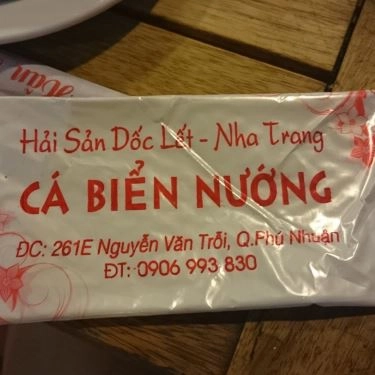 Hải Sản Dốc Lết - Nha Trang
CÁ BIỂN NƯỚNG
ĐC: 261E Nguyễn Văn Trỗi, Q.Phú Nhuận
ĐT: 0906 993 830